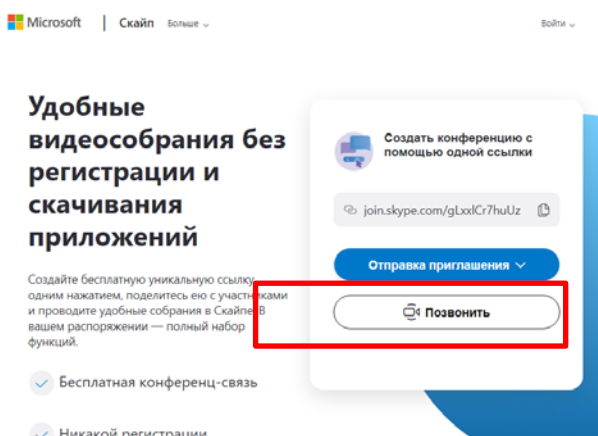 Microsoft | Скайп Больше
Войти
Удобные
видеособрания без
регистрации и
скачивания
приложений
Создайте бесплатную уникальную ссылку
одним нажатием, поделитесь ею с участниками
и проводите удобные собрания в Скайпе. В
вашем распоряжении — полный набор
функций.
Бесплатная конференц-связь
Никакой регистрации
Создать конференцию с
помощью одной ссылки
join.skype.com/gLxxlCr7huUz
Отправка приглашения
Позвонить